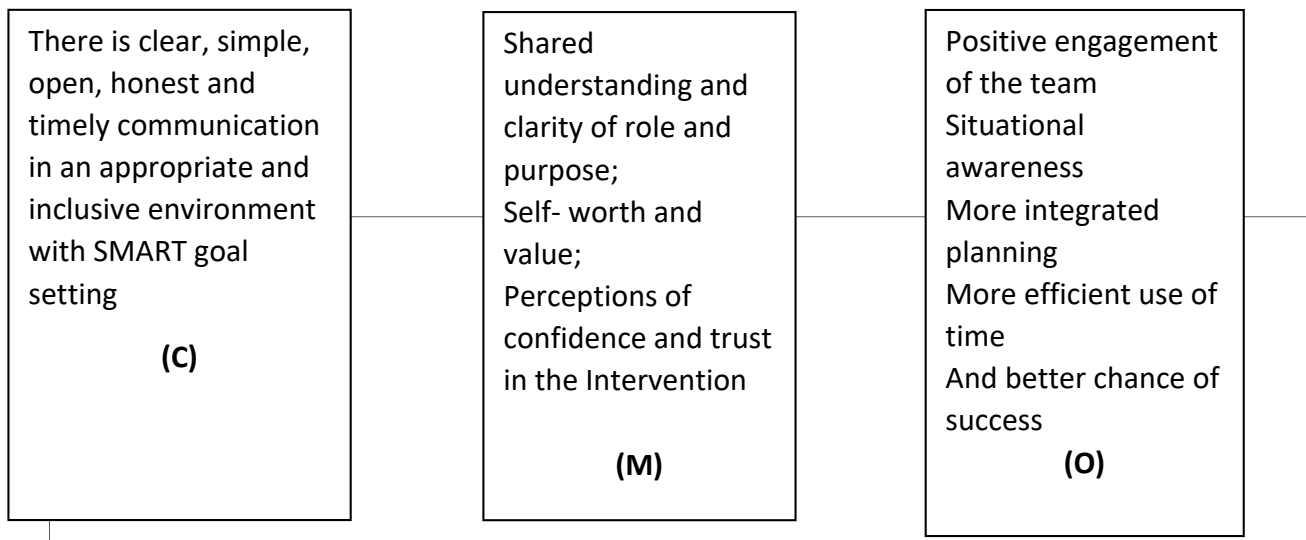 There is clear, simple,
open, honest and
timely communication
in an appropriate and
inclusive environment
with SMART goal
setting
(C)
Shared
understanding and
clarity of role and
purpose;
Self- worth and
value;
Perceptions of
confidence and trust
in the Intervention
(M)
Positive engagement
of the team
Situational
awareness
More integrated
planning
More efficient use of
time
And better chance of
success
(O)